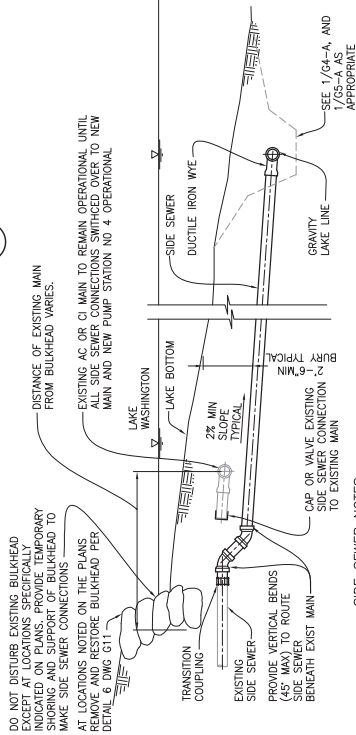 DO NOT DISTURB EXISTING BULKHEAD
EXCEPT AT LOCATIONS SPECIFICALLY
INDICATED ON PLANS. PROVIDE TEMPORARY
SHORING AND SUPPORT OF BULKHEAD TO
MAKE SIDE SEWER CONNECTIONS
AT LOCATIONS NOTED ON THE PLANS
REMOVE AND RESTORE BULKHEAD PER
DETAIL 6 DWG G11
DISTANCE OF EXISTING MAIN
FROM BULKHEAD VARIES.
EXISTING AC OR CI MAIN TO REMAIN OPERATIONAL UNTIL
ALL SIDE SEWER CONNECTIONS SWITHCED OVER TO NEW
MAIN AND NEW PUMP STATION NO 4 OPERATIONAL
LAKE
WASHINGTON
LAKE BOTTOM
SIDE SEWER
DUCTILE IRON WYE
2% MIN
SLOPE
TYPICAL
2'-6"MIN
BURY TYPICAL
TRANSITION
COUPLING
EXISTING
SIDE SEWER
PROVIDE VERTICAL BENDS
(45° MAX) TO ROUTE
SIDE SEWER
BENEATH EXIST MAIN
CAP OR VALVE EXISTING
SIDE SEWER CONNECTION
TO EXISTING MAIN
GRAVITY
LAKE LINE
SEE 1/G4-A, AND
1/G5-A AS
APPROPRIATE
SIDE SEWER NOTES